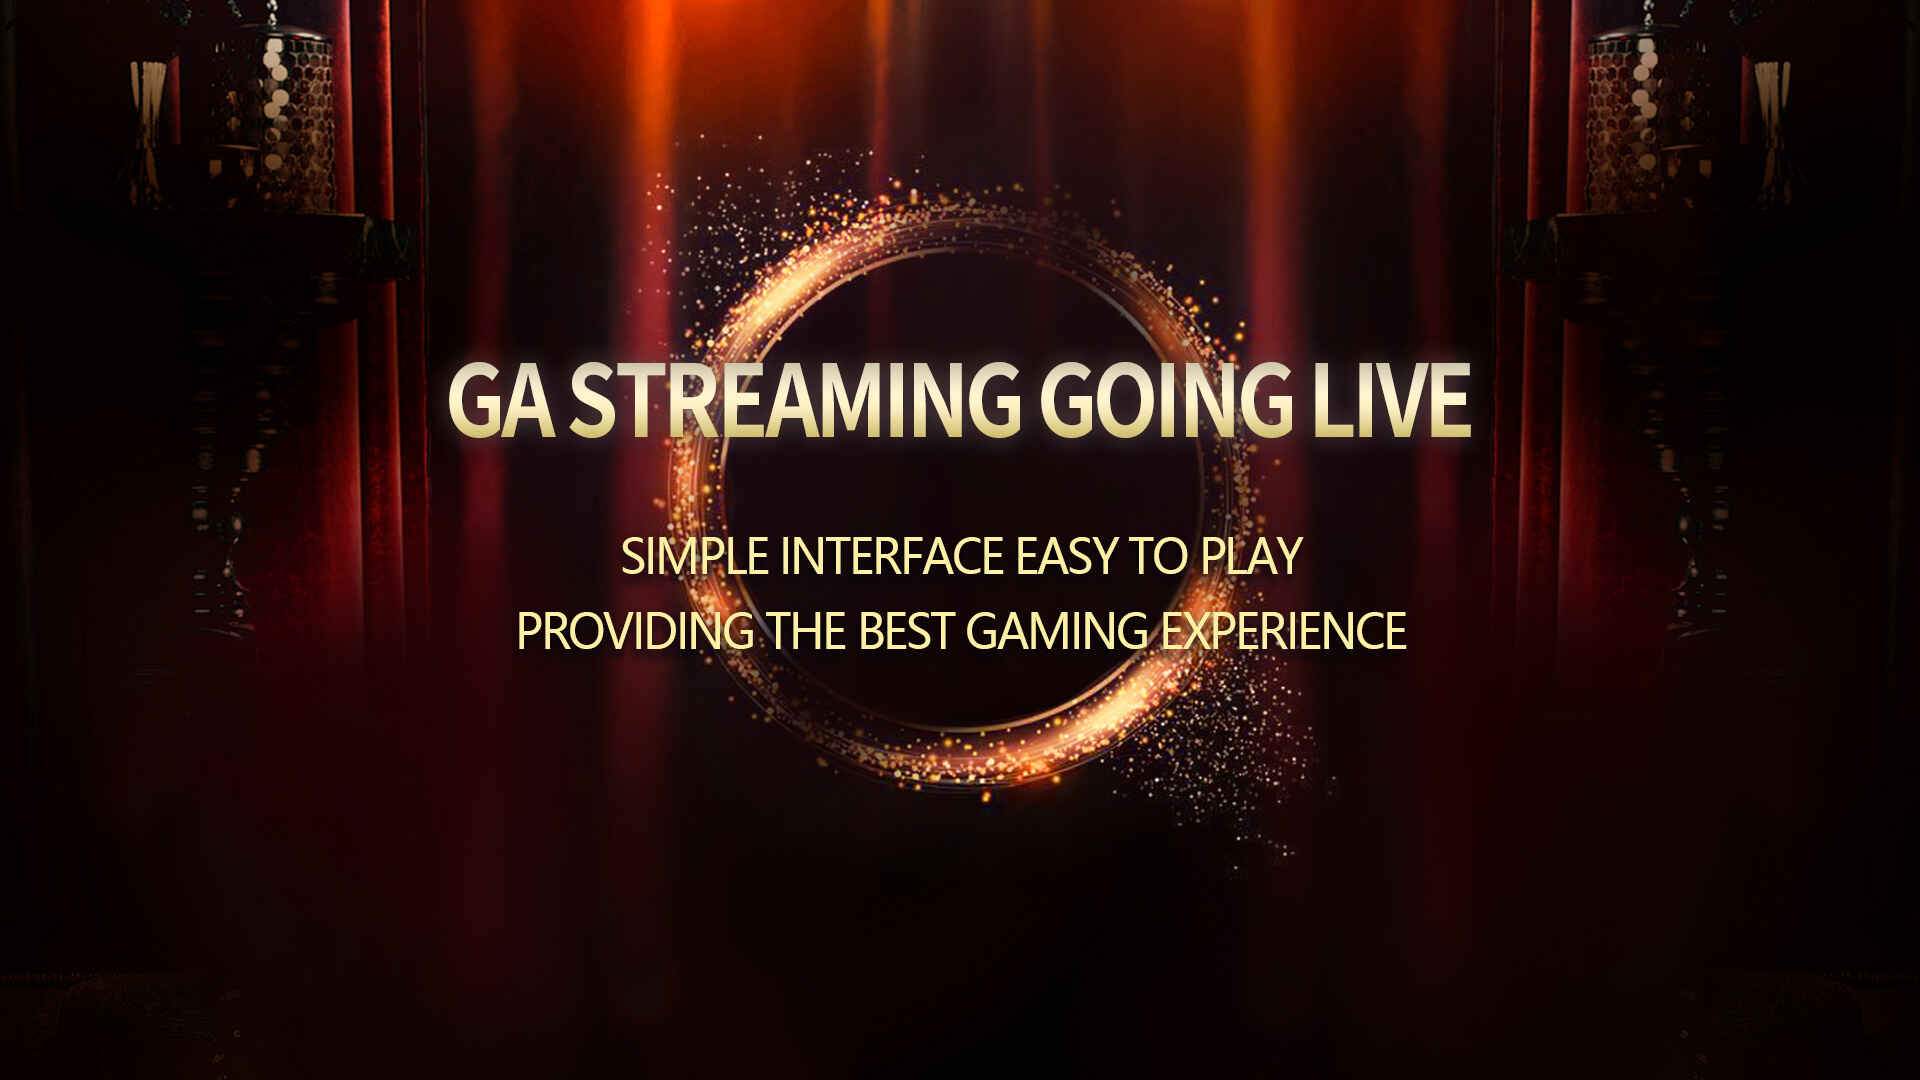 GA STREAMING GOING LIVE
SIMPLE INTERFACE EASY TO PLAY
PROVIDING THE BEST GAMING EXPERIENCE